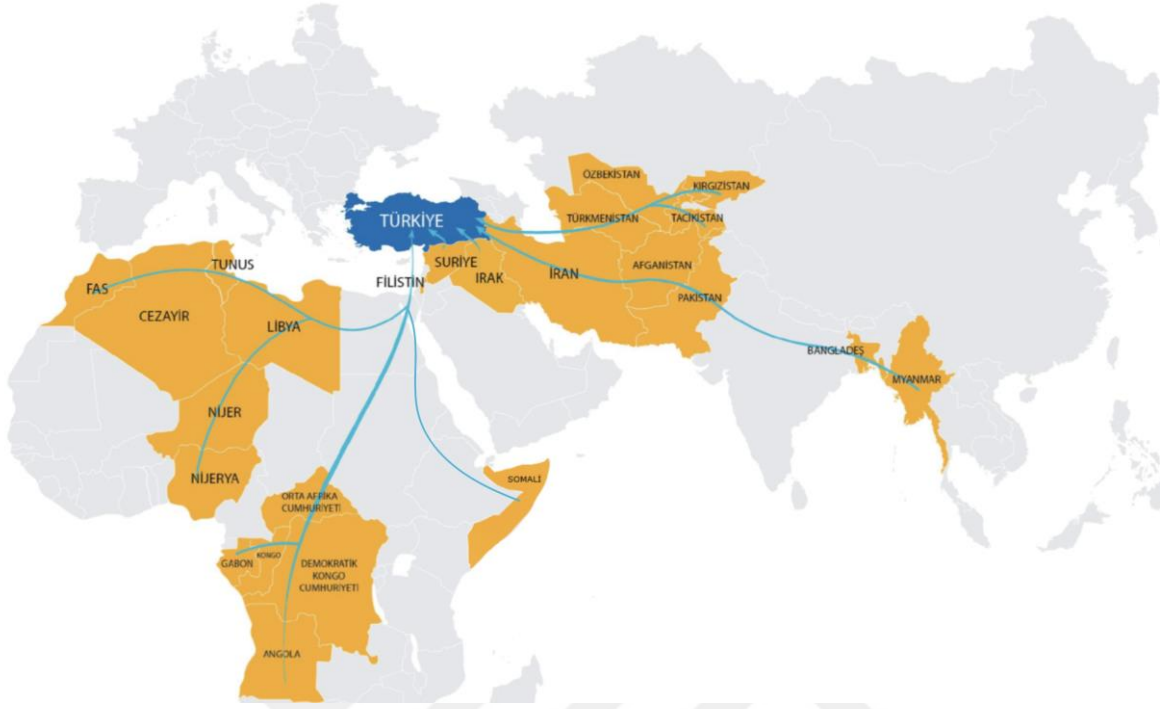 ÖZBEKİSTAN
KIRGIZİSTAN
TÜRKİYE
TÜRKMENİSTAN
TACİKİSTAN
TUNUS
SURİYE
AFGANİSTAN
FAS
FİLİSTİN
IRAK
İRAN
PAKİSTAN
CEZAYİR
LİBYA
BANGLADEŞ
MYANMAR
NİJER
NİJERYA
SOMALI
ORTA AFRİKA
CUMHURİYETİ
GABON
KONGO
DEMOKRATİK
KONGO
CUMHURİYETİ
ANGOLA